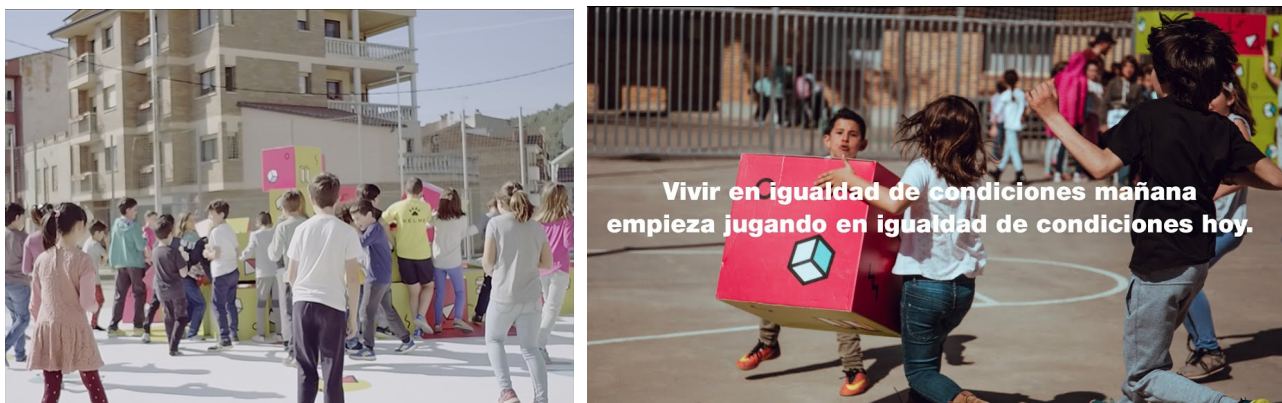 Vivir en igualdad de condiciones mañana
empieza jugando en igualdad de condiciones hoy.